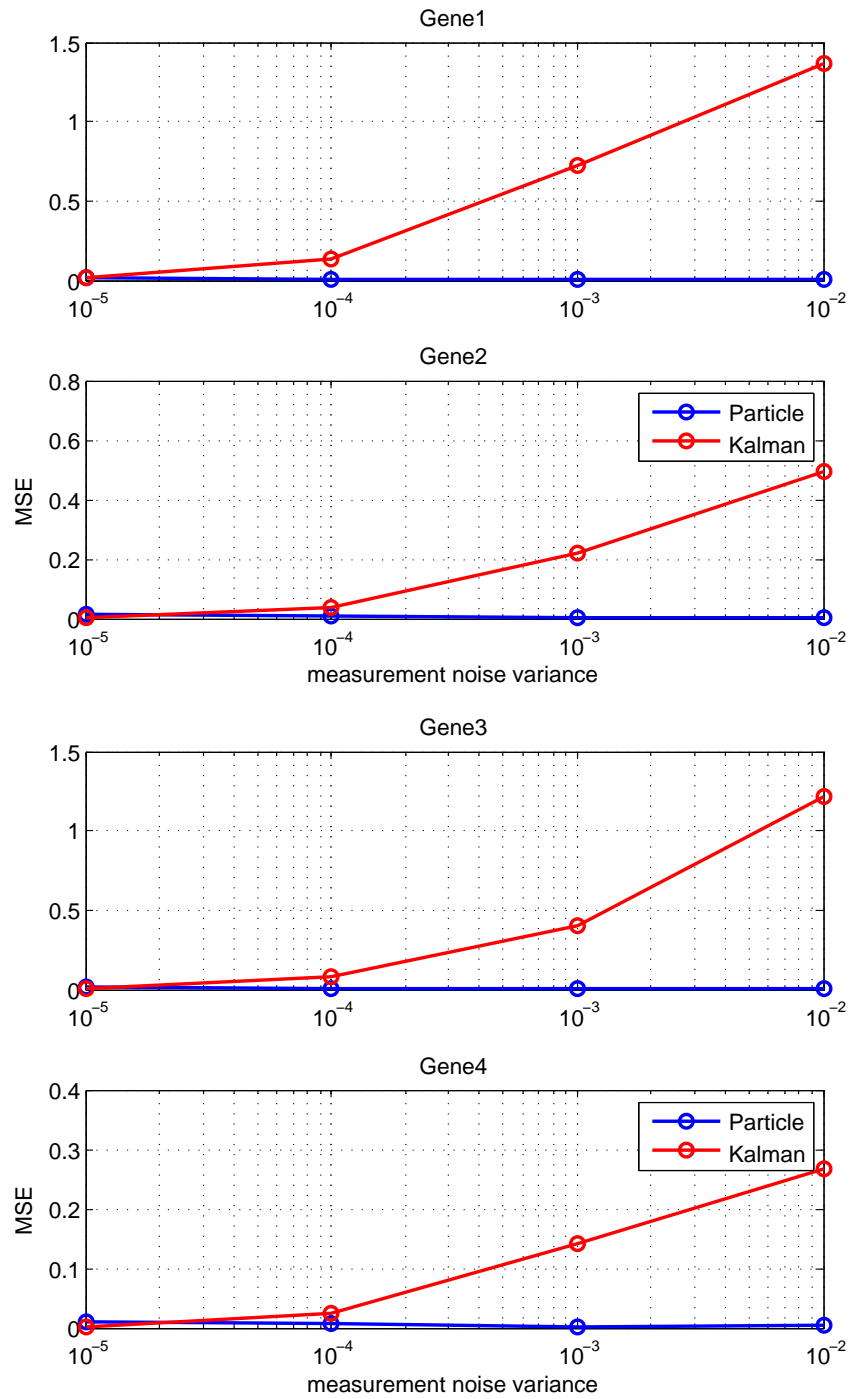 Gene1
1.5
1
0.5
0
10⁻⁵ 10⁻⁴ 10⁻³ 10⁻²
Gene2
0.8
0.6
0.4
0.2
0
MSE
Particle
Kalman
10⁻⁵ 10⁻⁴ 10⁻³ 10⁻²
measurement noise variance
Gene3
1.5
1
0.5
0
10⁻⁵ 10⁻⁴ 10⁻³ 10⁻²
Gene4
0.4
0.3
0.2
0.1
0
MSE
Particle
Kalman
10⁻⁵ 10⁻⁴ 10⁻³ 10⁻²
measurement noise variance